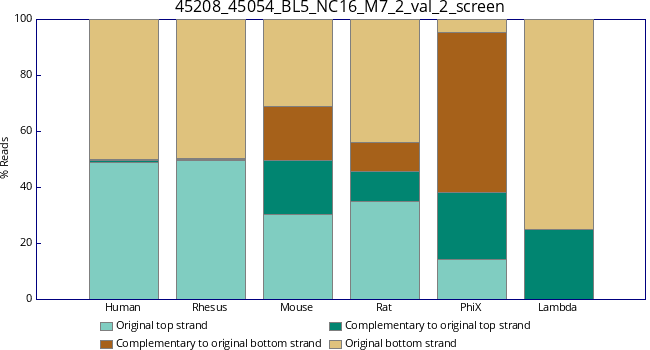 45208_45054_BL5_NC16_M7_2_val_2_screen
100
80
60
40
20
0
% Reads
Human Rhesus Mouse Rat PhiX Lambda
Original top strand Complementary to original top strand
Complementary to original bottom strand Original bottom strand